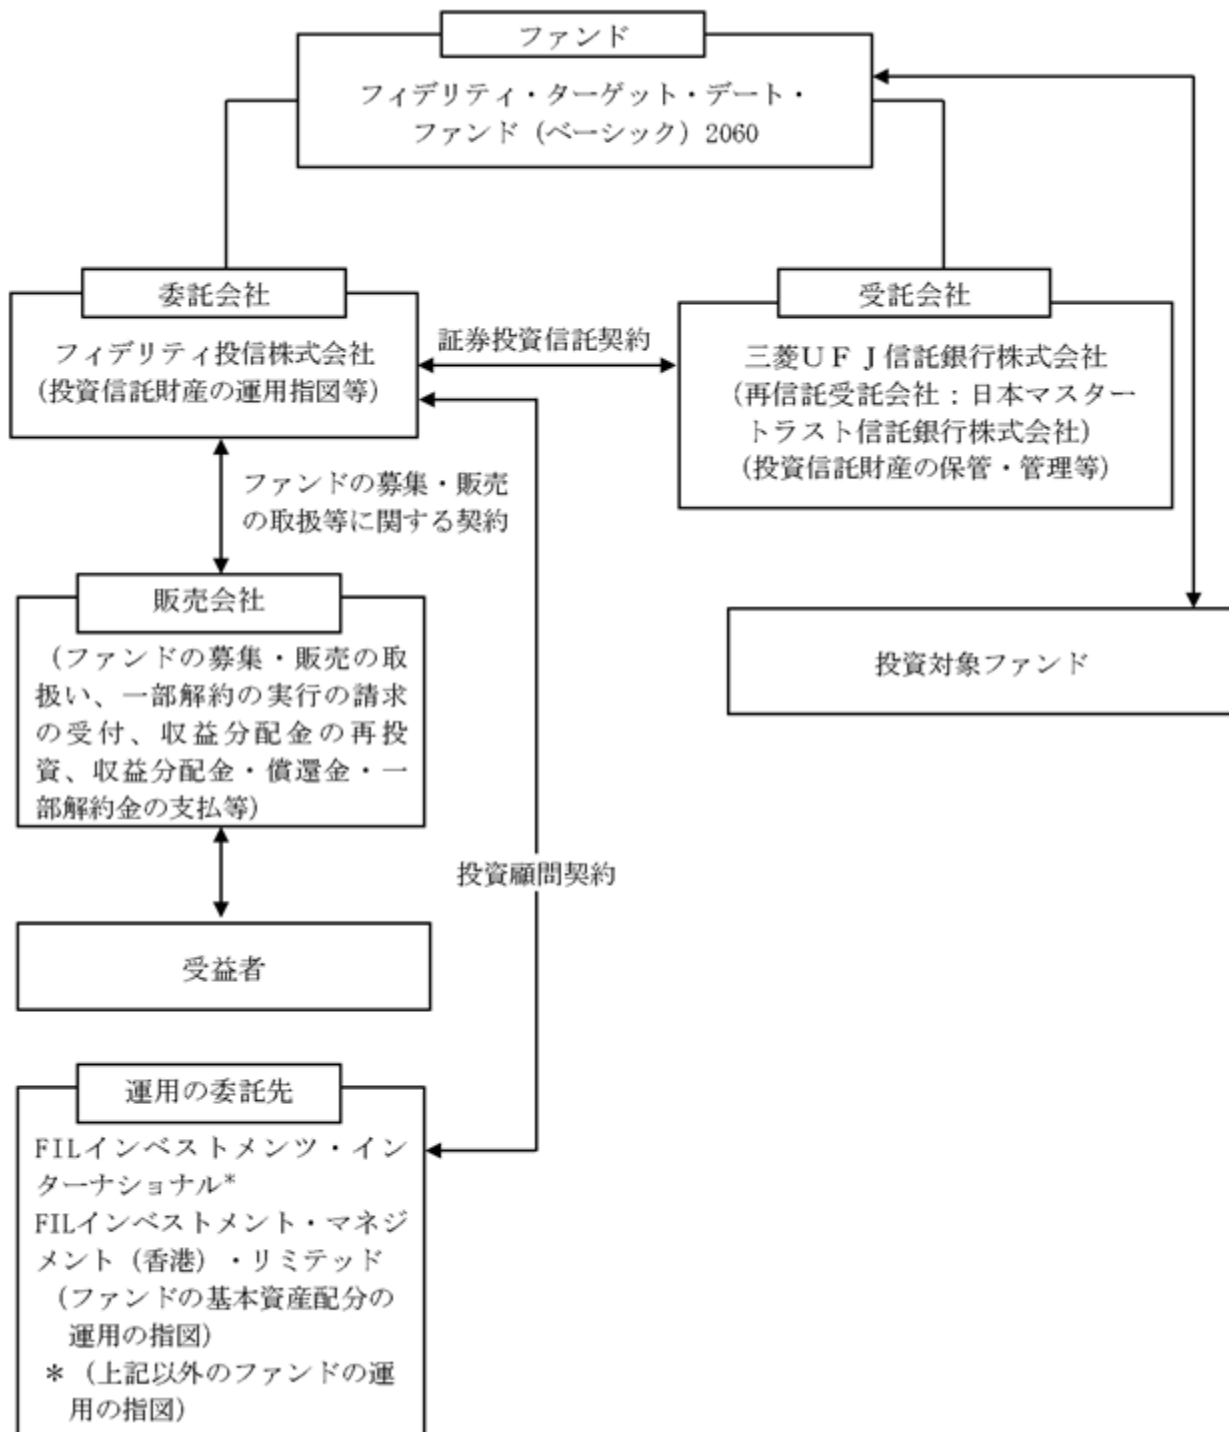 ファンド
フィデリティ・ターゲット・デート・
ファンド（ベーシック）2060
委託会社
フィデリティ投信株式会社
（投資信託財産の運用指図等）
証券投資信託契約
受託会社
三菱ＵＦＪ信託銀行株式会社
（再信託受託会社：日本マスター
トラスト信託銀行株式会社）
（投資信託財産の保管・管理等）
ファンドの募集・販売
の取扱等に関する契約
販売会社
（ファンドの募集・販売の取
扱い、一部解約の実行の請求
の受付、収益分配金の再投
資、収益分配金・償還金・一
部解約金の支払等）
投資対象ファンド
投資顧問契約
受益者
運用の委託先
FILインベストメンツ・イン
ターナショナル*
FILインベストメント・マネジ
メント（香港）・リミテッド
（ファンドの基本資産配分の
運用の指図）
＊（上記以外のファンドの運
用の指図）